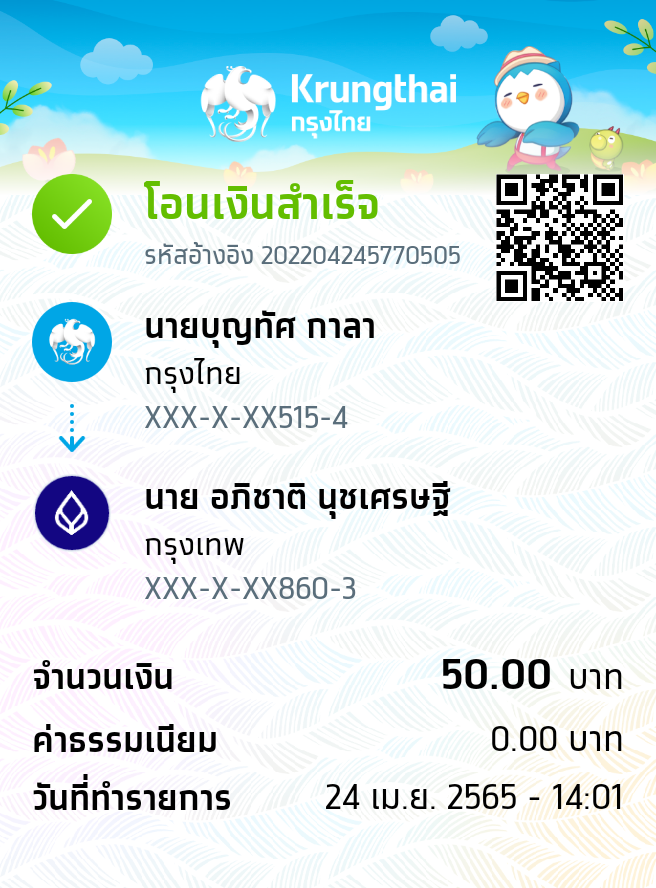 Krungthai
กรุงไทย
โอนเงินสำเร็จ
รหัสอ้างอิง 202204245770505
นายบุญทัศ กาลา
กรุงไทย
XXX-X-XX515-4
นาย อภิชาติ นุชเศรษฐี
กรุงเทพ
XXX-X-XX860-3
จำนวนเงิน 50.00 บาท
ค่าธรรมเนียม 0.00 บาท
วันที่ทำรายการ 24 เม.ย. 2565 - 14:01